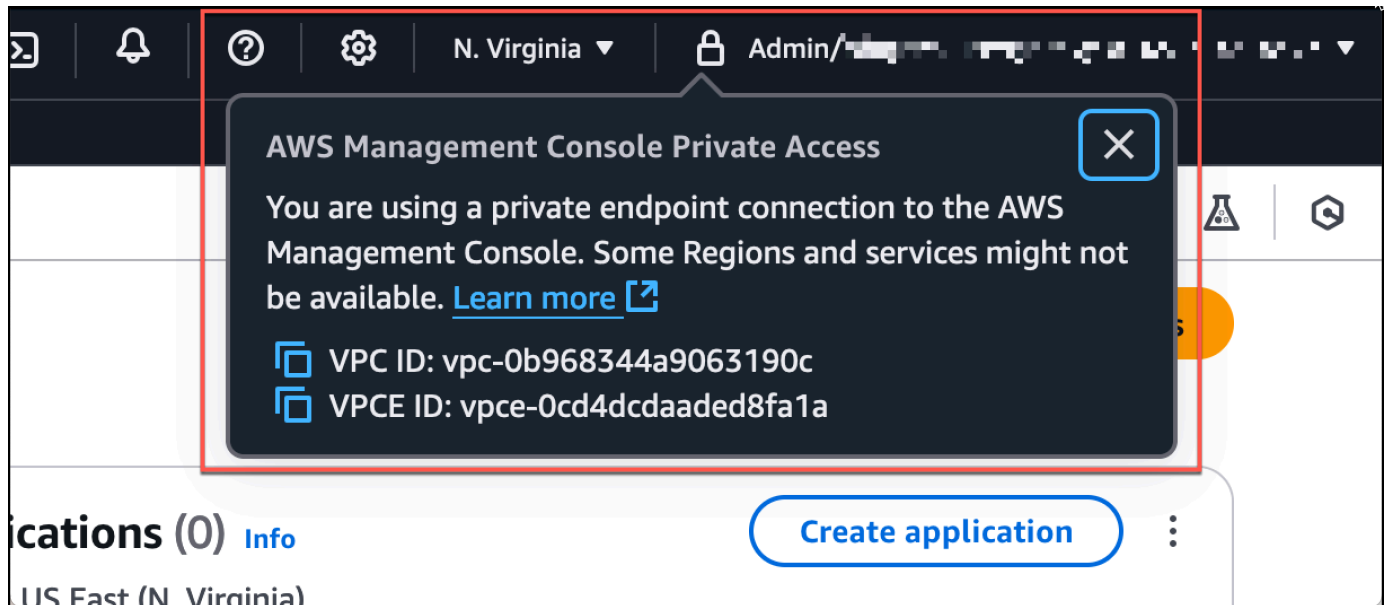 N. Virginia ▼
Admin/
AWS Management Console Private Access
You are using a private endpoint connection to the AWS
Management Console. Some Regions and services might not
be available. Learn more
VPC ID: vpc-0b968344a9063190c
VPCE ID: vpce-0cd4dcdaaded8fa1a
s
ications (0) Info
Create application
US East (N. Virginia)